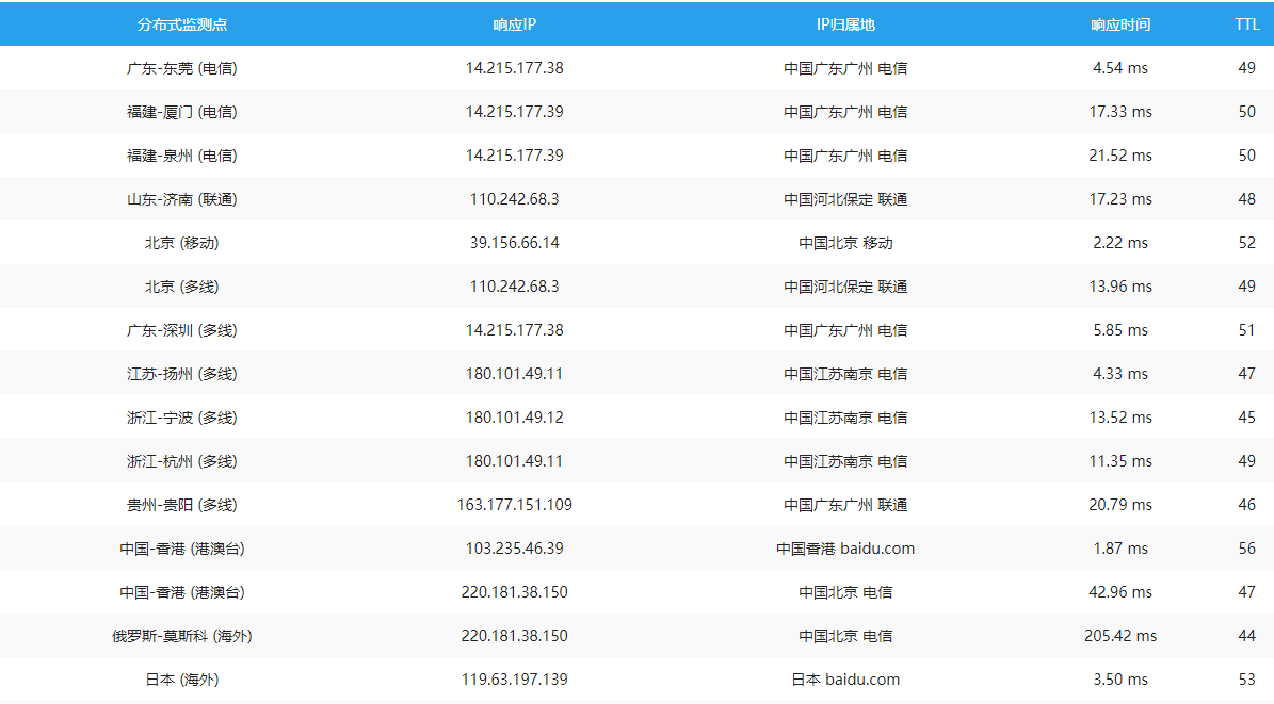 分布式监测点 响应IP IP归属地 响应时间 TTL
广东-东莞 (电信) 14.215.177.38 中国广东广州 电信 4.54 ms 49
福建-厦门 (电信) 14.215.177.39 中国广东广州 电信 17.33 ms 50
福建-泉州 (电信) 14.215.177.39 中国广东广州 电信 21.52 ms 50
山东-济南 (联通) 110.242.68.3 中国河北保定 联通 17.23 ms 48
北京 (移动) 39.156.66.14 中国北京 移动 2.22 ms 52
北京 (多线) 110.242.68.3 中国河北保定 联通 13.96 ms 49
广东-深圳 (多线) 14.215.177.38 中国广东广州 电信 5.85 ms 51
江苏-扬州 (多线) 180.101.49.11 中国江苏南京 电信 4.33 ms 47
浙江-宁波 (多线) 180.101.49.12 中国江苏南京 电信 13.52 ms 45
浙江-杭州 (多线) 180.101.49.11 中国江苏南京 电信 11.35 ms 49
贵州-贵阳 (多线) 163.177.151.109 中国广东广州 联通 20.79 ms 46
中国-香港 (港澳台) 103.235.46.39 中国香港 baidu.com 1.87 ms 56
中国-香港 (港澳台) 220.181.38.150 中国北京 电信 42.96 ms 47
俄罗斯-莫斯科 (海外) 220.181.38.150 中国北京 电信 205.42 ms 44
日本 (海外) 119.63.197.139 日本 baidu.com 3.50 ms 53